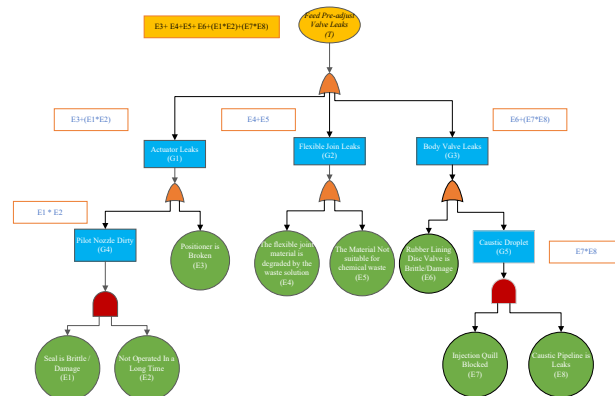 E3+ E4+E5+ E6+(E1*E2)+(E7*E8)
Feed Pre-adjust
Valve Leaks
(T)
E3+(E1*E2)
E4+E5
E6+(E7*E8)
Actuator Leaks
(G1)
Flexible Join Leaks
(G2)
Body Valve Leaks
(G3)
E1 * E2
Pilot Nozzle Dirty
(G4)
Positioner is
Broken
(E3)
The flexible joint
material is
degraded by the
waste solution
(E4)
The Material Not
suitable for
chemical waste
(E5)
Rubber Lining
Disc Valve is
Brittle/Damage
(E6)
Caustic Droplet
(G5)
E7*E8
Seal is Brittle /
Damage
(E1)
Not Operated In a
Long Time
(E2)
Injection Quill
Blocked
(E7)
Caustic Pipeline is
Leaks
(E8)